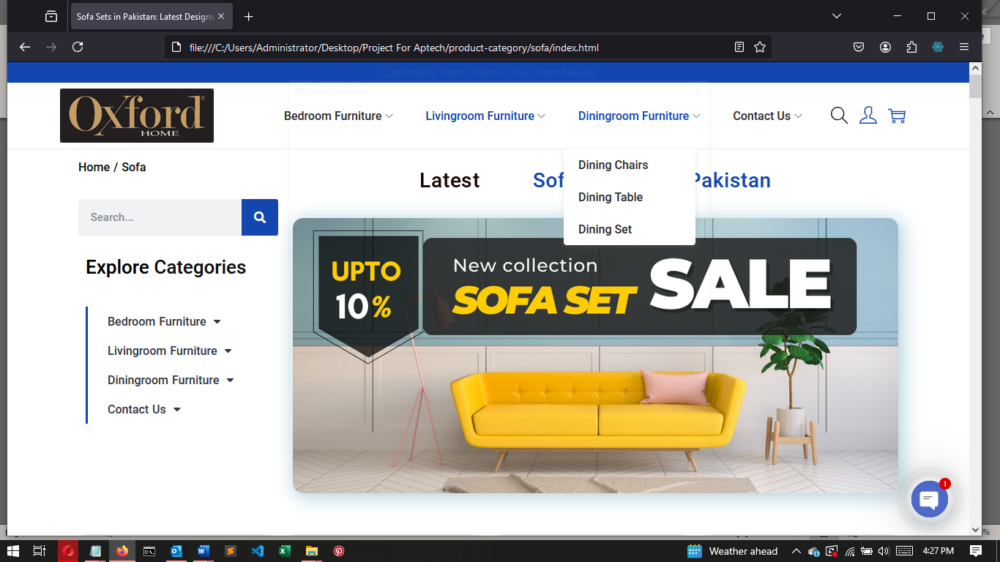 Sofa Sets in Pakistan: Latest Designs
file:///C:/Users/Administrator/Desktop/Project For Aptech/product-category/sofa/index.html
Customize Your Order to Suit Your Needs
Microsoft OneDrive
Oxford®
HOME
Bedroom Furniture
Livingroom Furniture
Diningroom Furniture
Contact Us
Home / Sofa
Dining Chairs
Dining Table
Dining Set
Latest
Pakistan
Search...
Explore Categories
Bedroom Furniture
Livingroom Furniture
Diningroom Furniture
Contact Us
UPTO
10%
New collection
SOFA SET
SALE
1
Weather ahead
4:27 PM